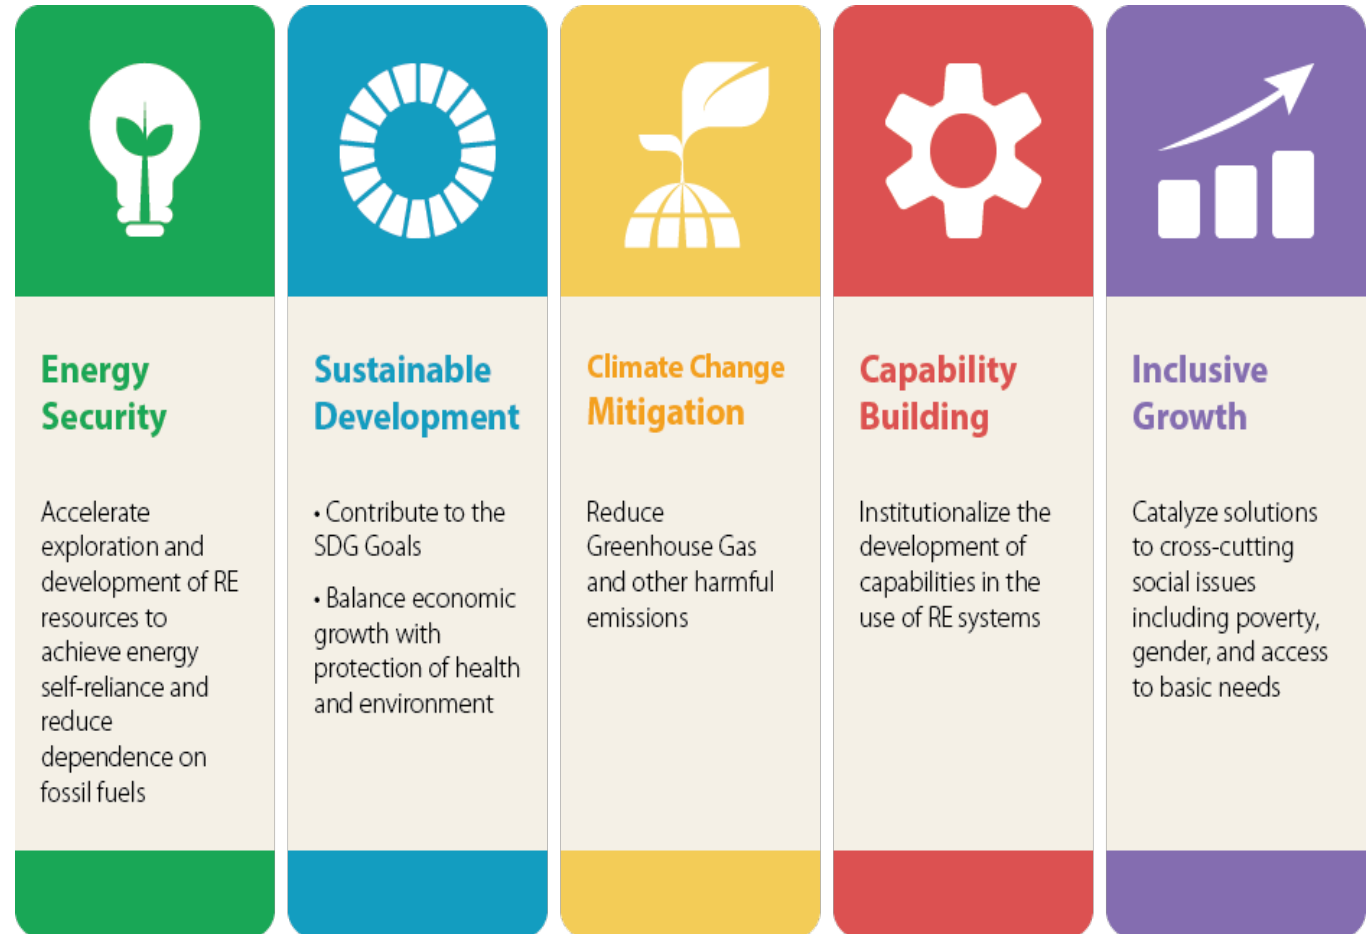 Energy
Security
Accelerate
exploration and
development of RE
resources to
achieve energy
self-reliance and
reduce
dependence on
fossil fuels
Sustainable
Development
• Contribute to the
SDG Goals
• Balance economic
growth with
protection of health
and environment
Climate Change
Mitigation
Reduce
Greenhouse Gas
and other harmful
emissions
Capability
Building
Institutionalize the
development of
capabilities in the
use of RE systems
Inclusive
Growth
Catalyze solutions
to cross-cutting
social issues
including poverty,
gender, and access
to basic needs